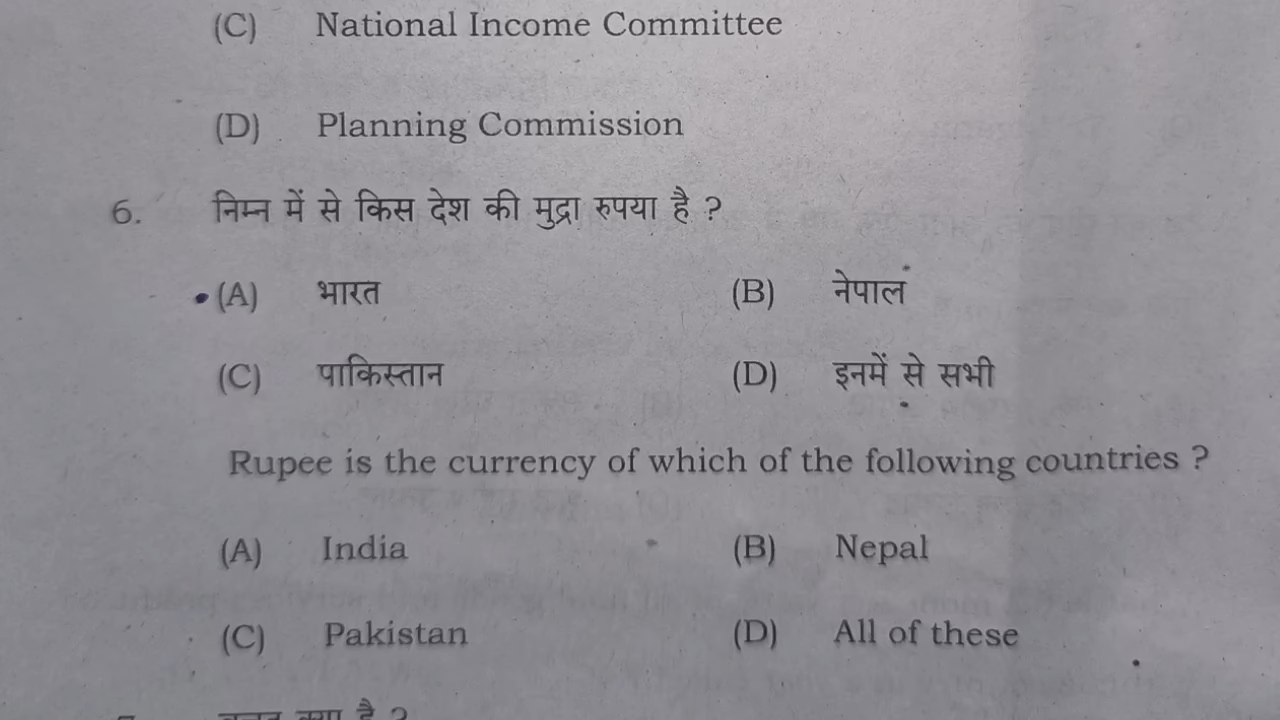 (C) National Income Committee
(D) Planning Commission
6. निम्न में से किस देश की मुद्रा रुपया है ?
(A) भारत (B) नेपाल
(C) पाकिस्तान (D) इनमें से सभी
Rupee is the currency of which of the following countries ?
(A) India (B) Nepal
(C) Pakistan (D) All of these
क्या है ?